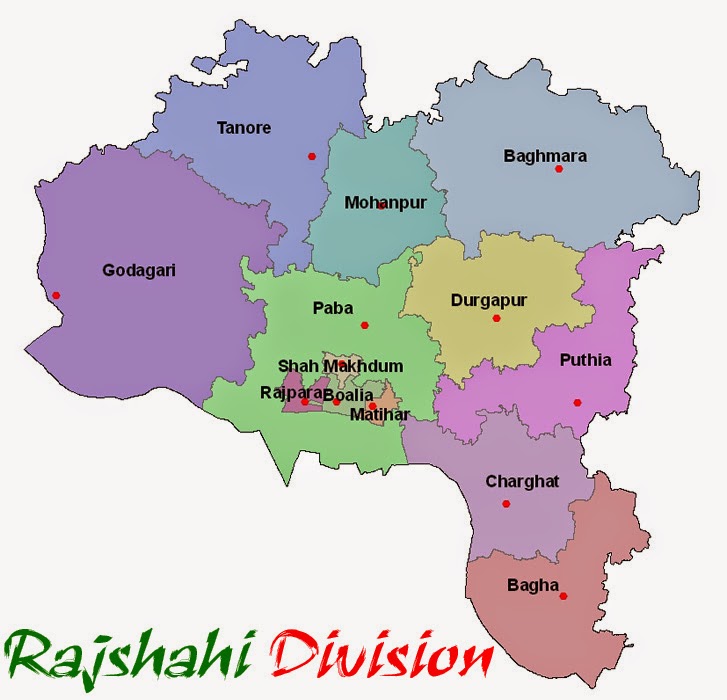 Tanore
Baghmara
Mohanpur
Godagari
Durgapur
Paba
Puthia
Shah Makhdum
Rajpara
Boalia
Matihar
Charghat
Bagha
Rajshahi Division